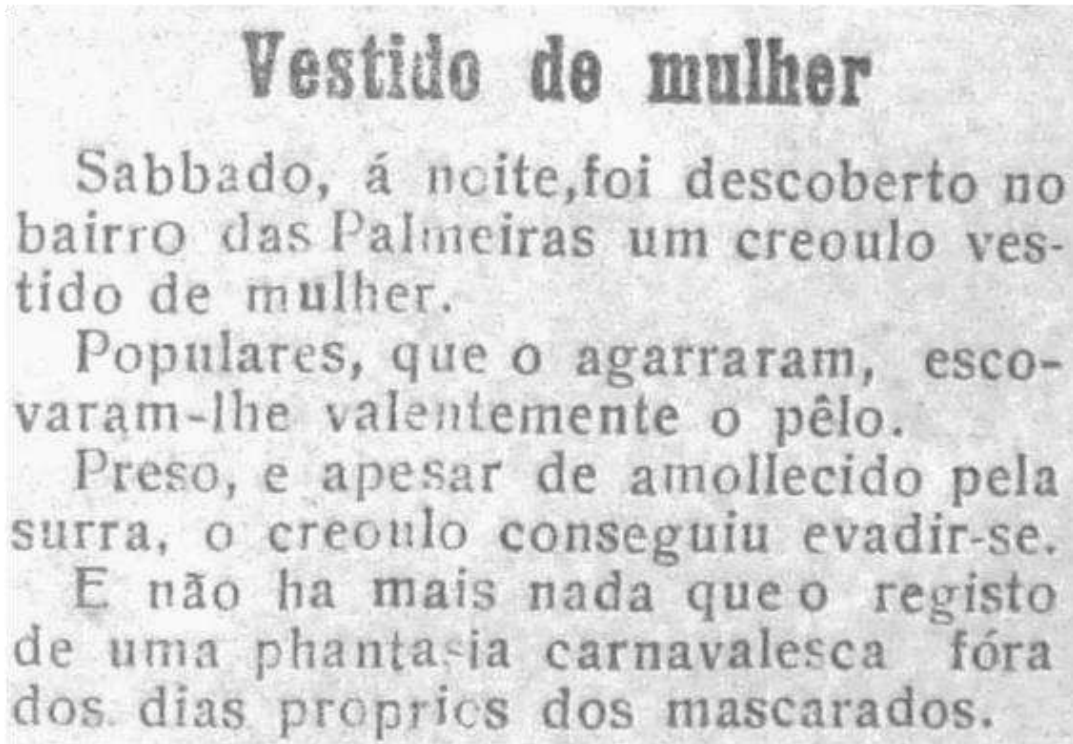 Vestido de mulher
Sabbado, á noite, foi descoberto no
bairro das Palmeiras um creoulo ves-
tido de mulher.
Populares, que o agarraram, esco-
varam-lhe valentemente o pêlo.
Preso, e apesar de amollecido pela
surra, o creoulo conseguiu evadir-se.
E não ha mais nada que o registo
de uma phantasia carnavalesca fóra
dos. dias proprios dos mascarados.